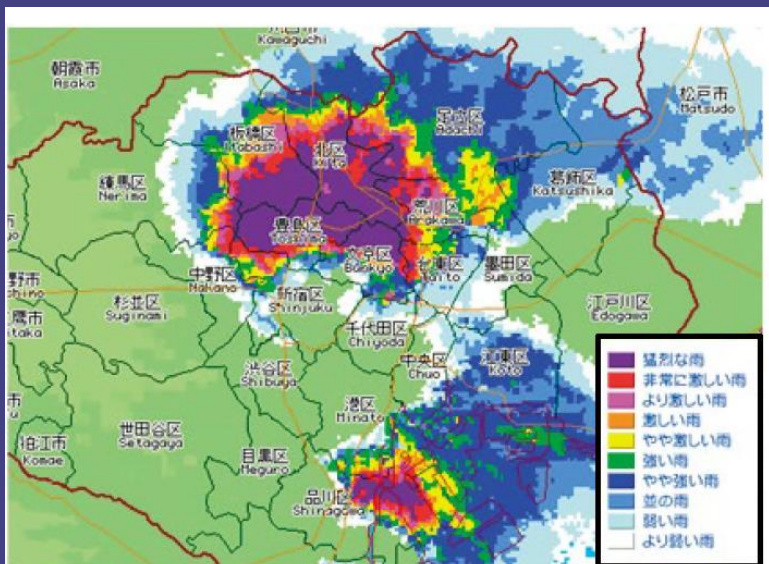 Kawaguchi
朝霞市
Asaka
松戸市
Matsudo
足立区
Adachi
板橋区
Itabashi
北区
Kita
練馬区
Nerima
葛飾区
Katsushika
荒川区
Arakawa
豊島区
Toshima
文京区
Bunkyo
台東区
Taito
墨田区
Sumida
中野区
Nakano
新宿区
Shinjuku
杉並区
Suginami
江戸川区
Edogawa
千代田区
Chiyoda
中央区
Chuo
江東区
Koto
渋谷区
Shibuya
港区
Minato
世田谷区
Setagaya
狛江市
Komae
目黒区
Meguro
品川区
Shinagawa
猛烈な雨
非常に激しい雨
より激しい雨
激しい雨
やや激しい雨
強い雨
やや強い雨
並の雨
弱い雨
より弱い雨